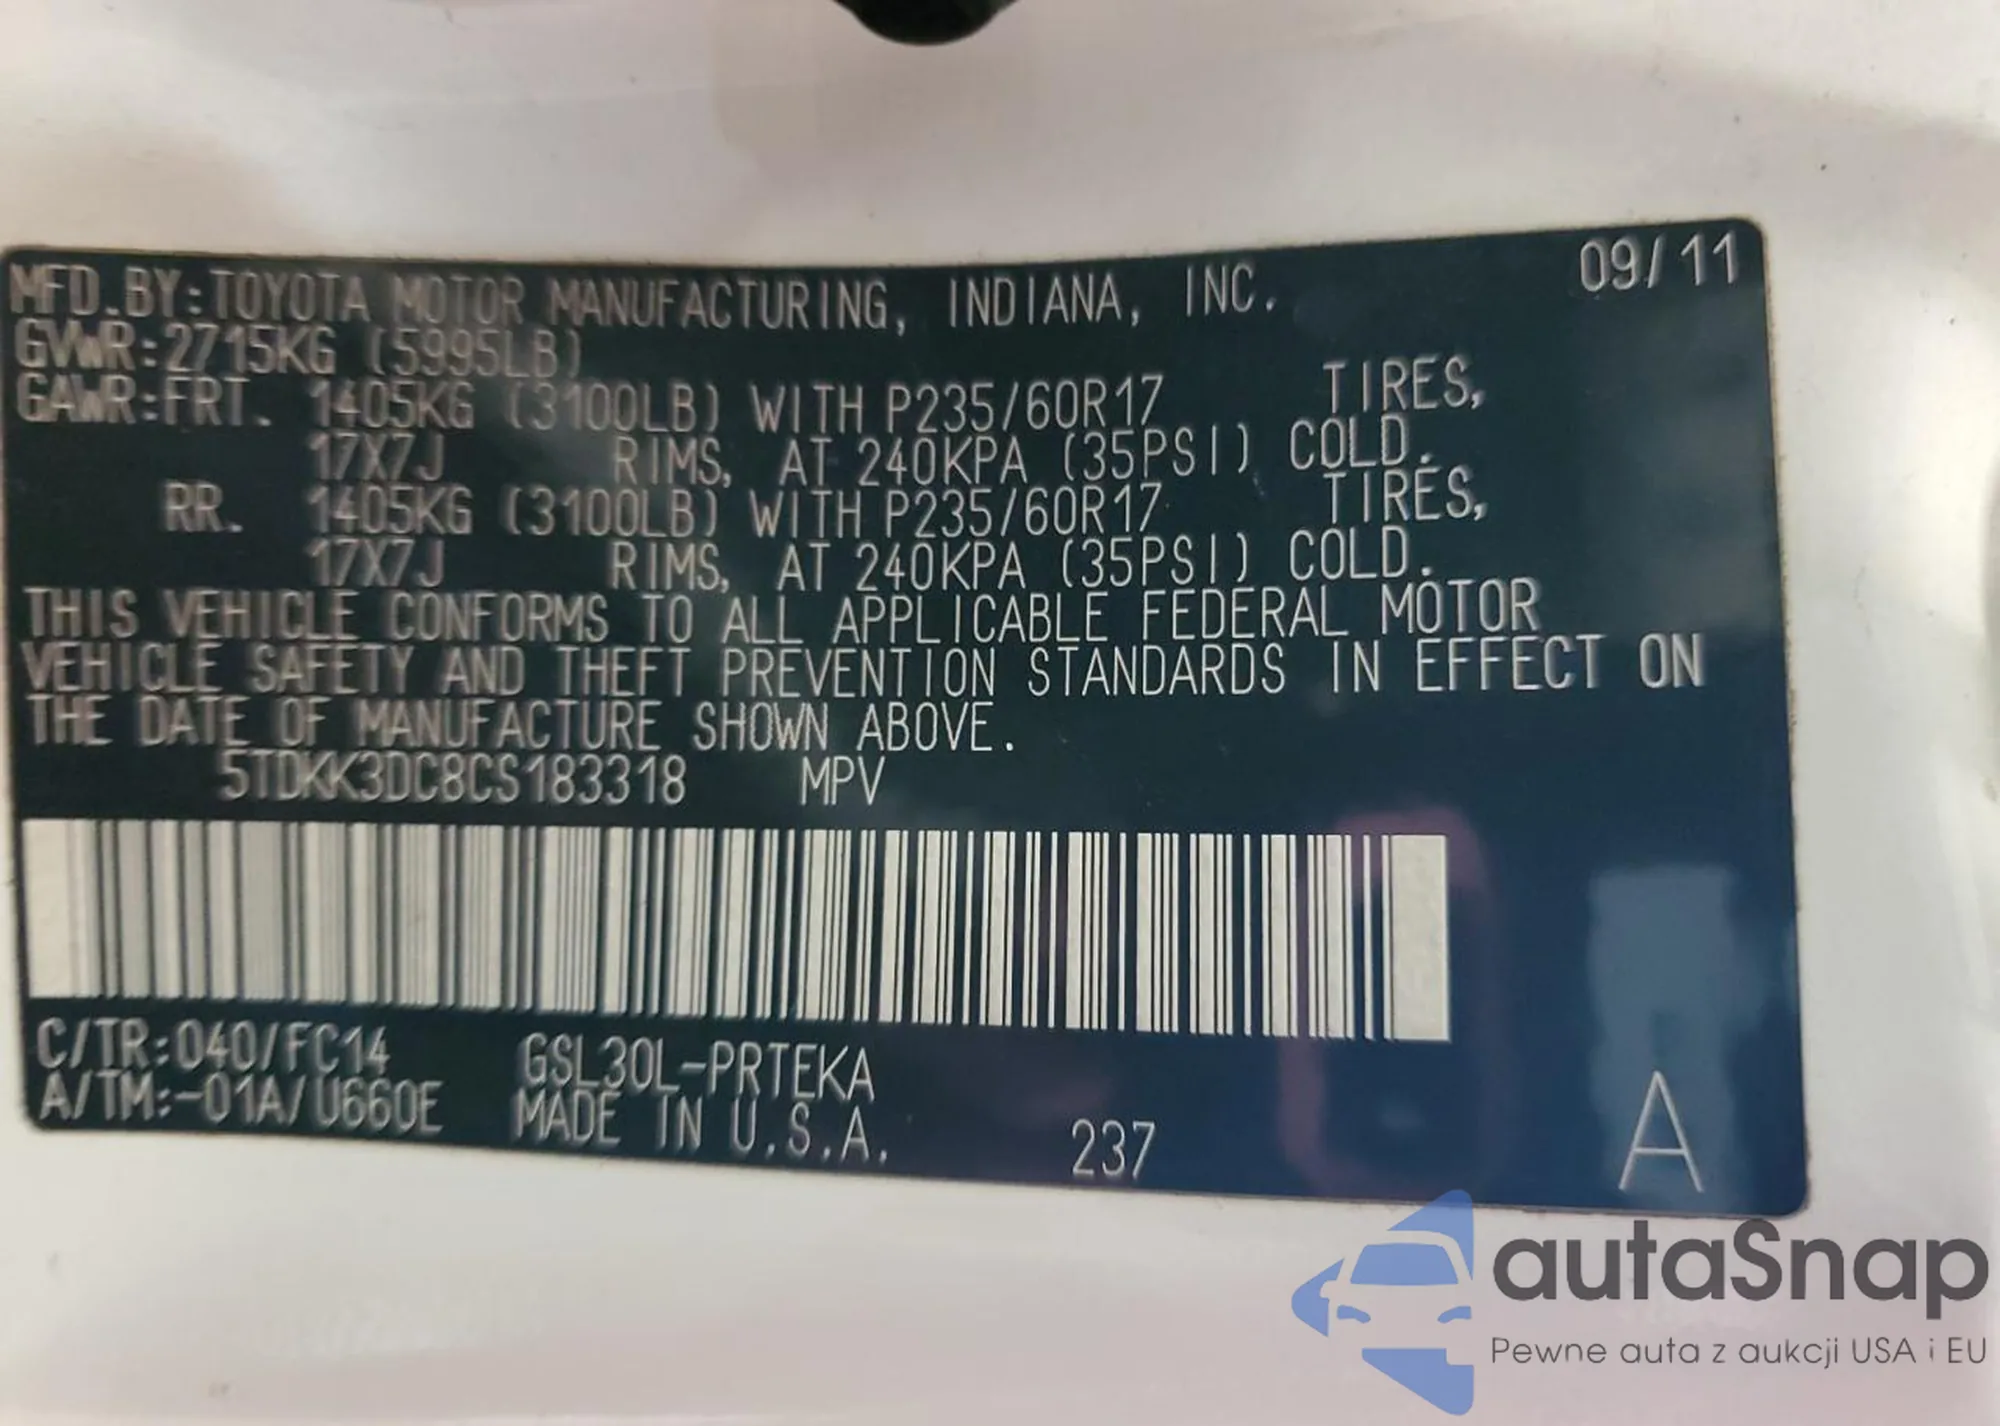 09/11
MFD.BY:TOYOTA MOTOR MANUFACTURING, INDIANA, INC.
GVWR:2715KG (5995LB)
GAWR:FRT. 1405KG (3100LB) WITH P235/60R17 TIRES,
17X7J RIMS, AT 240KPA (35PSI) COLD.
RR. 1405KG (3100LB) WITH P235/60R17 TIRES,
17X7J RIMS, AT 240KPA (35PSI) COLD.
THIS VEHICLE CONFORMS TO ALL APPLICABLE FEDERAL MOTOR
VEHICLE SAFETY AND THEFT PREVENTION STANDARDS IN EFFECT ON
THE DATE OF MANUFACTURE SHOWN ABOVE.
5TDKK3DC8CS183318 MPV
C/TR:040/FC14 GSL30L-PRTEKA
A/TM:-01A/U660E MADE IN U.S.A. 237 A
autaSnap
Pewne auta z aukcji USA i EU